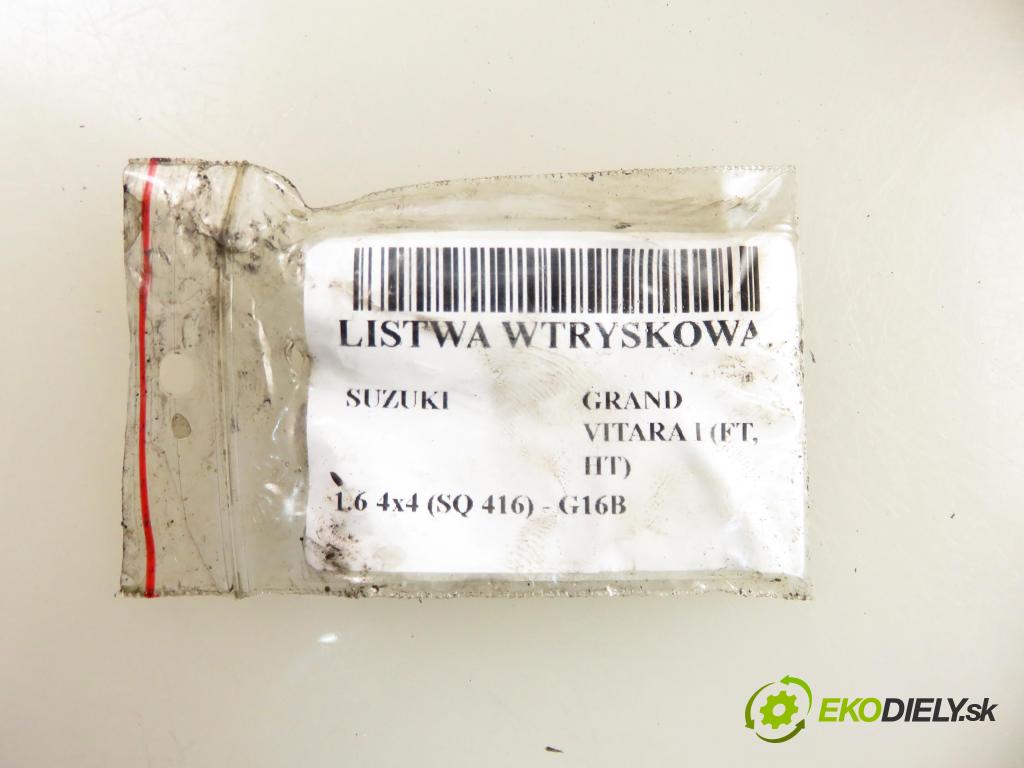 LISTWA WTRYSKOWA
SUZUKI
GRAND
VITARA I (FT,
HT)
1.6 4x4 (SQ 416) - G16B
EKODIELY.sk